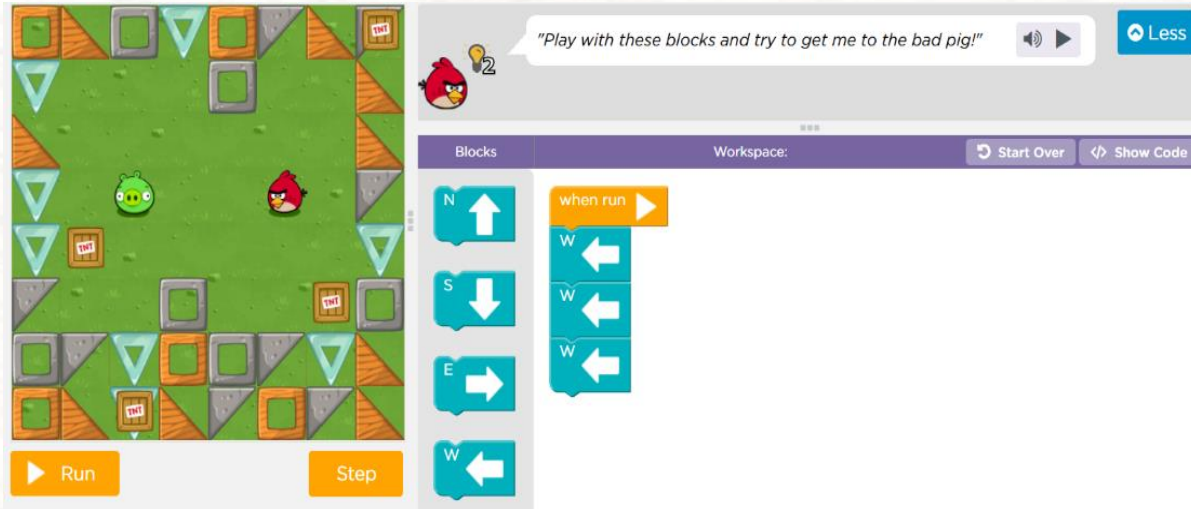 TNT
2
"Play with these blocks and try to get me to the bad pig!"
Less
Blocks
Workspace:
Start Over
Show Code
N
when run
W
TNT
S
W
TNT
W
E
TNT
W
Run
Step